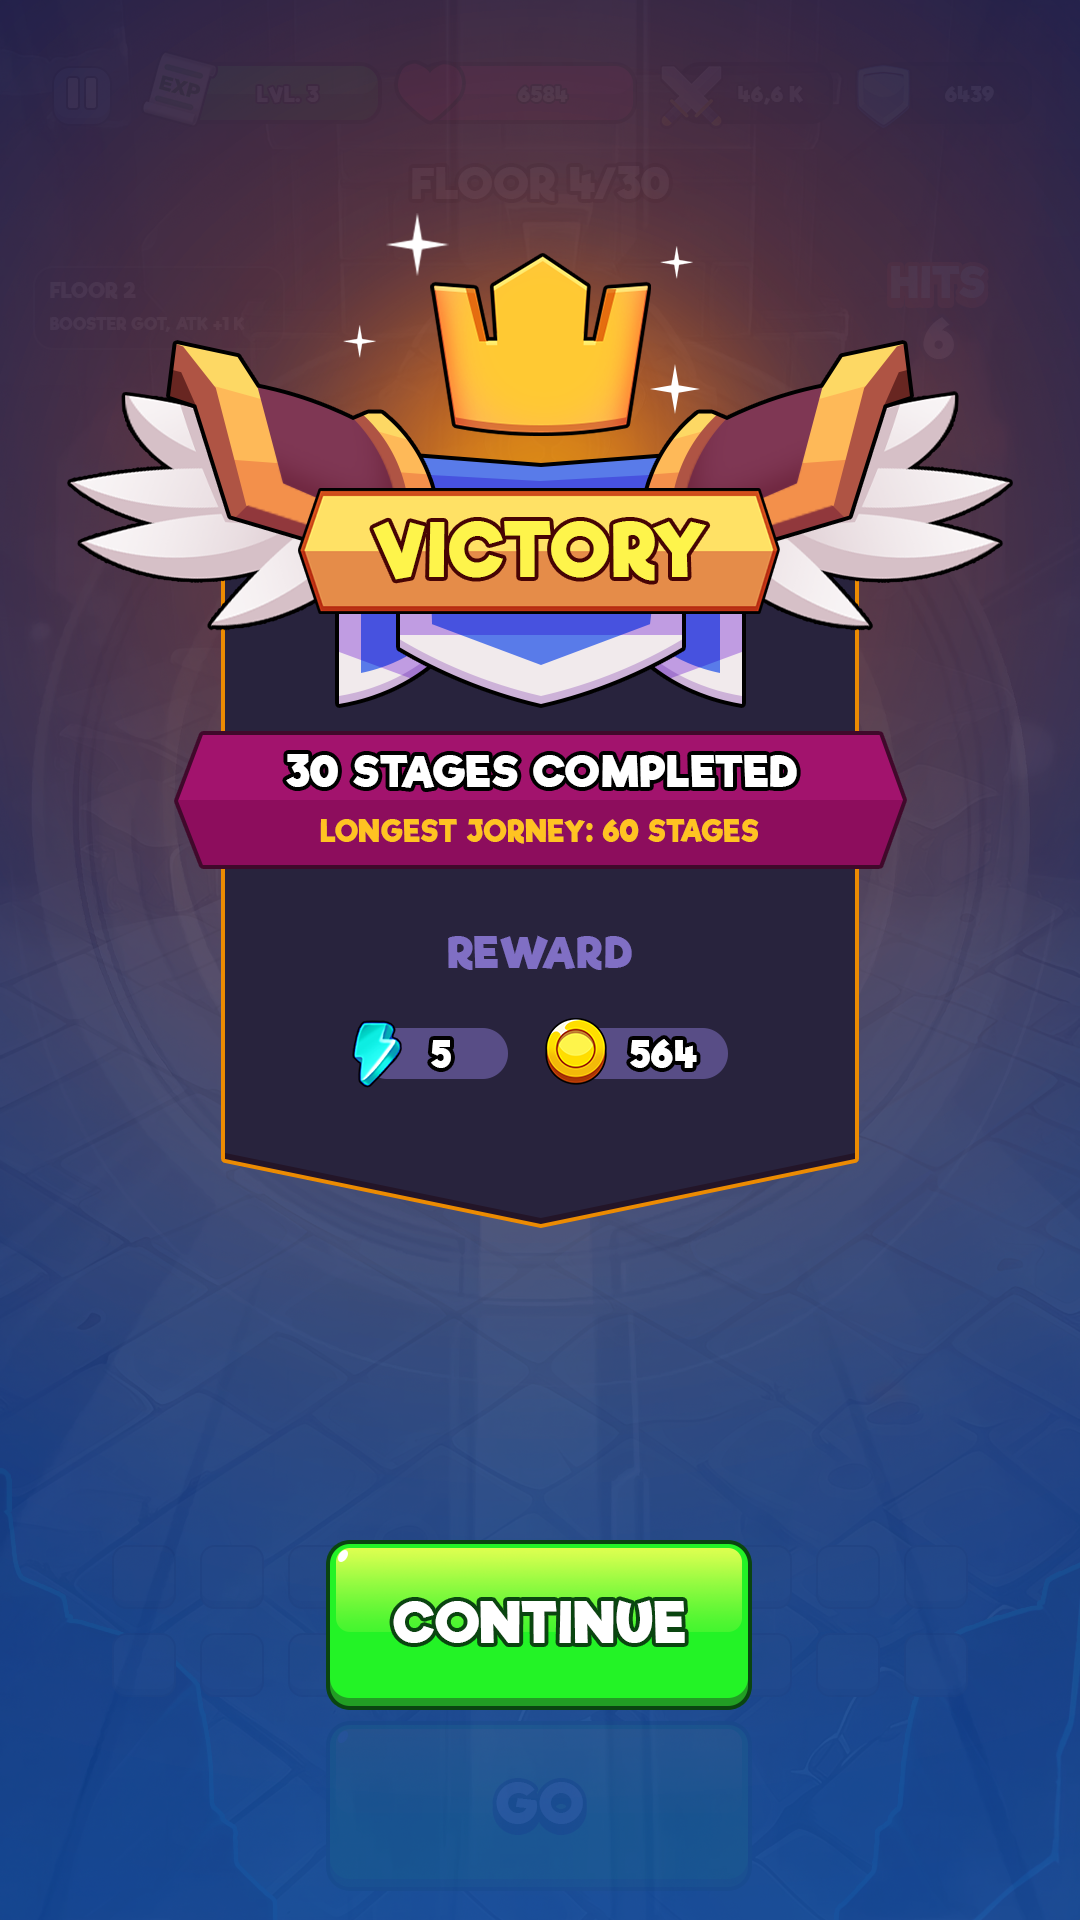 EXP
LVL. 3
6584
46,6 K
6439
FLOOR 4/30
FLOOR 2
BOOSTER GOT, ATK +1 K
HITS
6
VICTORY
30 STAGES COMPLETED
LONGEST JORNEY: 60 STAGES
REWARD
5
564
CONTINUE
GO